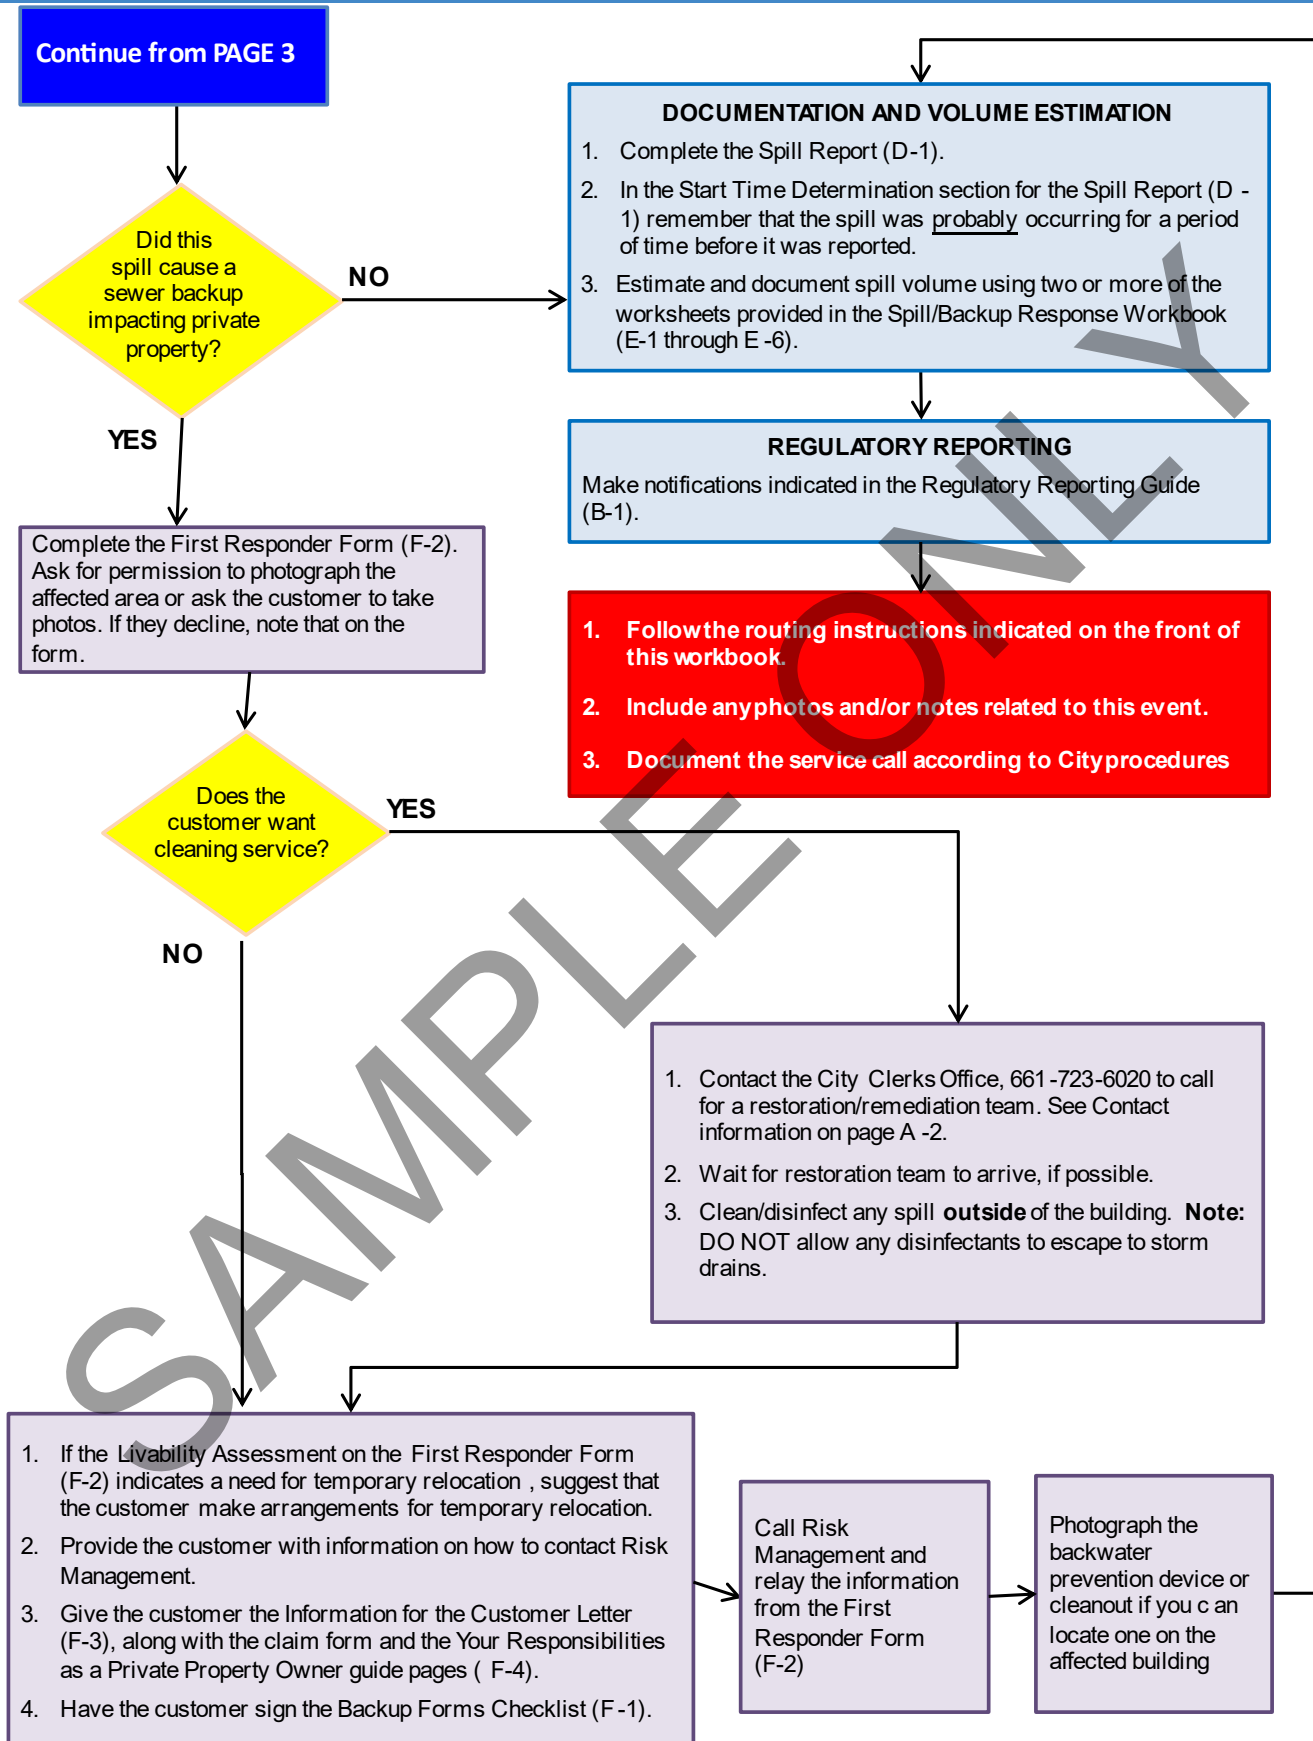 Continue from PAGE 3
Did this
spill cause a
sewer backup
impacting private
property?
NO
YES
DOCUMENTATION AND VOLUME ESTIMATION
1. Complete the Spill Report (D-1).
2. In the Start Time Determination section for the Spill Report (D -
1) remember that the spill was probably occurring for a period
of time before it was reported.
3. Estimate and document spill volume using two or more of the
worksheets provided in the Spill/Backup Response Workbook
(E-1 through E -6).
REGULATORY REPORTING
Make notifications indicated in the Regulatory Reporting Guide
(B-1).
1. Follow the routing instructions indicated on the front of
this workbook.
2. Include any photos and/or notes related to this event.
3. Document the service call according to City procedures
Complete the First Responder Form (F-2).
Ask for permission to photograph the
affected area or ask the customer to take
photos. If they decline, note that on the
form.
Does the
customer want
cleaning service?
YES
NO
1. Contact the City Clerks Office, 661-723-6020 to call
for a restoration/remediation team. See Contact
information on page A -2.
2. Wait for restoration team to arrive, if possible.
3. Clean/disinfect any spill outside of the building. Note:
DO NOT allow any disinfectants to escape to storm
drains.
1. If the Livability Assessment on the First Responder Form
(F-2) indicates a need for temporary relocation , suggest that
the customer make arrangements for temporary relocation.
2. Provide the customer with information on how to contact Risk
Management.
3. Give the customer the Information for the Customer Letter
(F-3), along with the claim form and the Your Responsibilities
as a Private Property Owner guide pages ( F-4).
4. Have the customer sign the Backup Forms Checklist (F -1).
Call Risk
Management and
relay the information
from the First
Responder Form
(F-2)
Photograph the
backwater
prevention device or
cleanout if you c an
locate one on the
affected building
SAMPLE ONLY